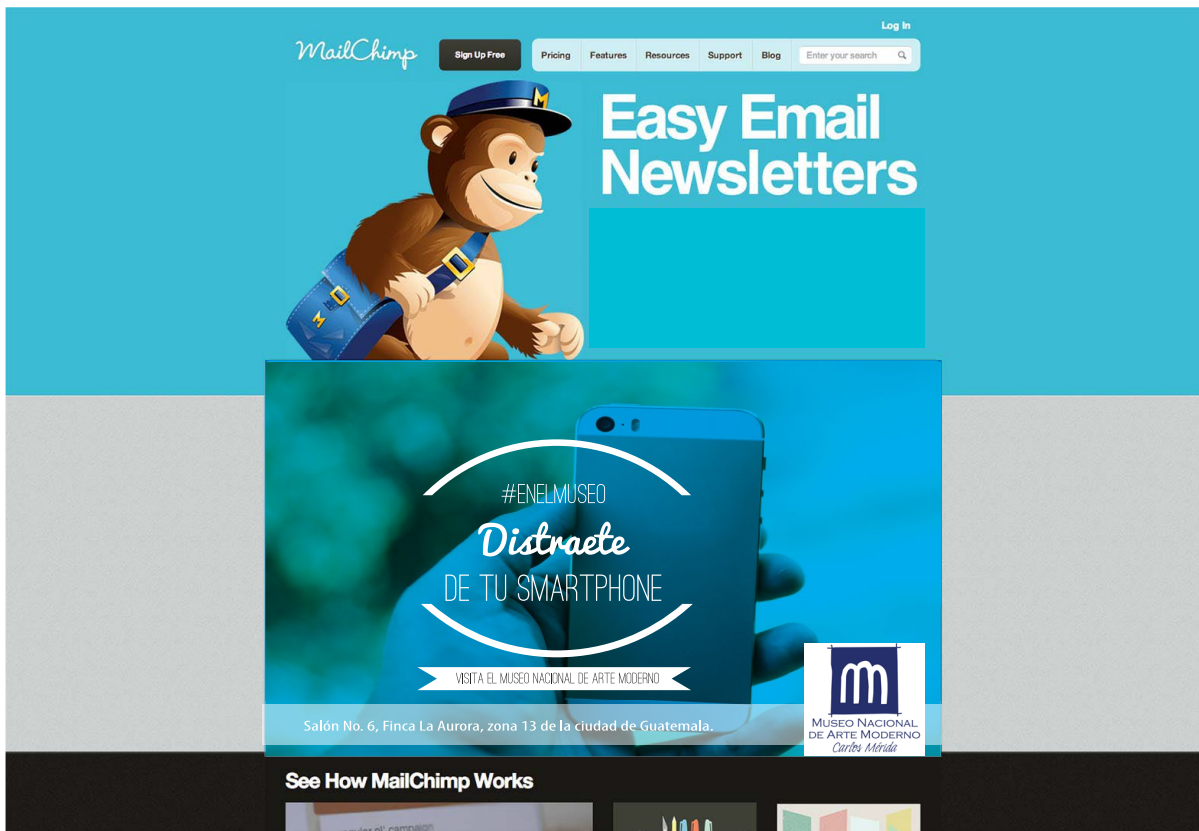 Log In
MailChimp
Sign Up Free
Pricing
Features
Resources
Support
Blog
Enter your search
M
Easy Email
Newsletters
M
#ENELMUSEO
Distraete
DE TU SMARTPHONE
VISITA EL MUSEO NACIONAL DE ARTE MODERNO
Salón No. 6, Finca La Aurora, zona 13 de la ciudad de Guatemala.
m
MUSEO NACIONAL
DE ARTE MODERNO
Carlos Mérida
See How MailChimp Works
campaign